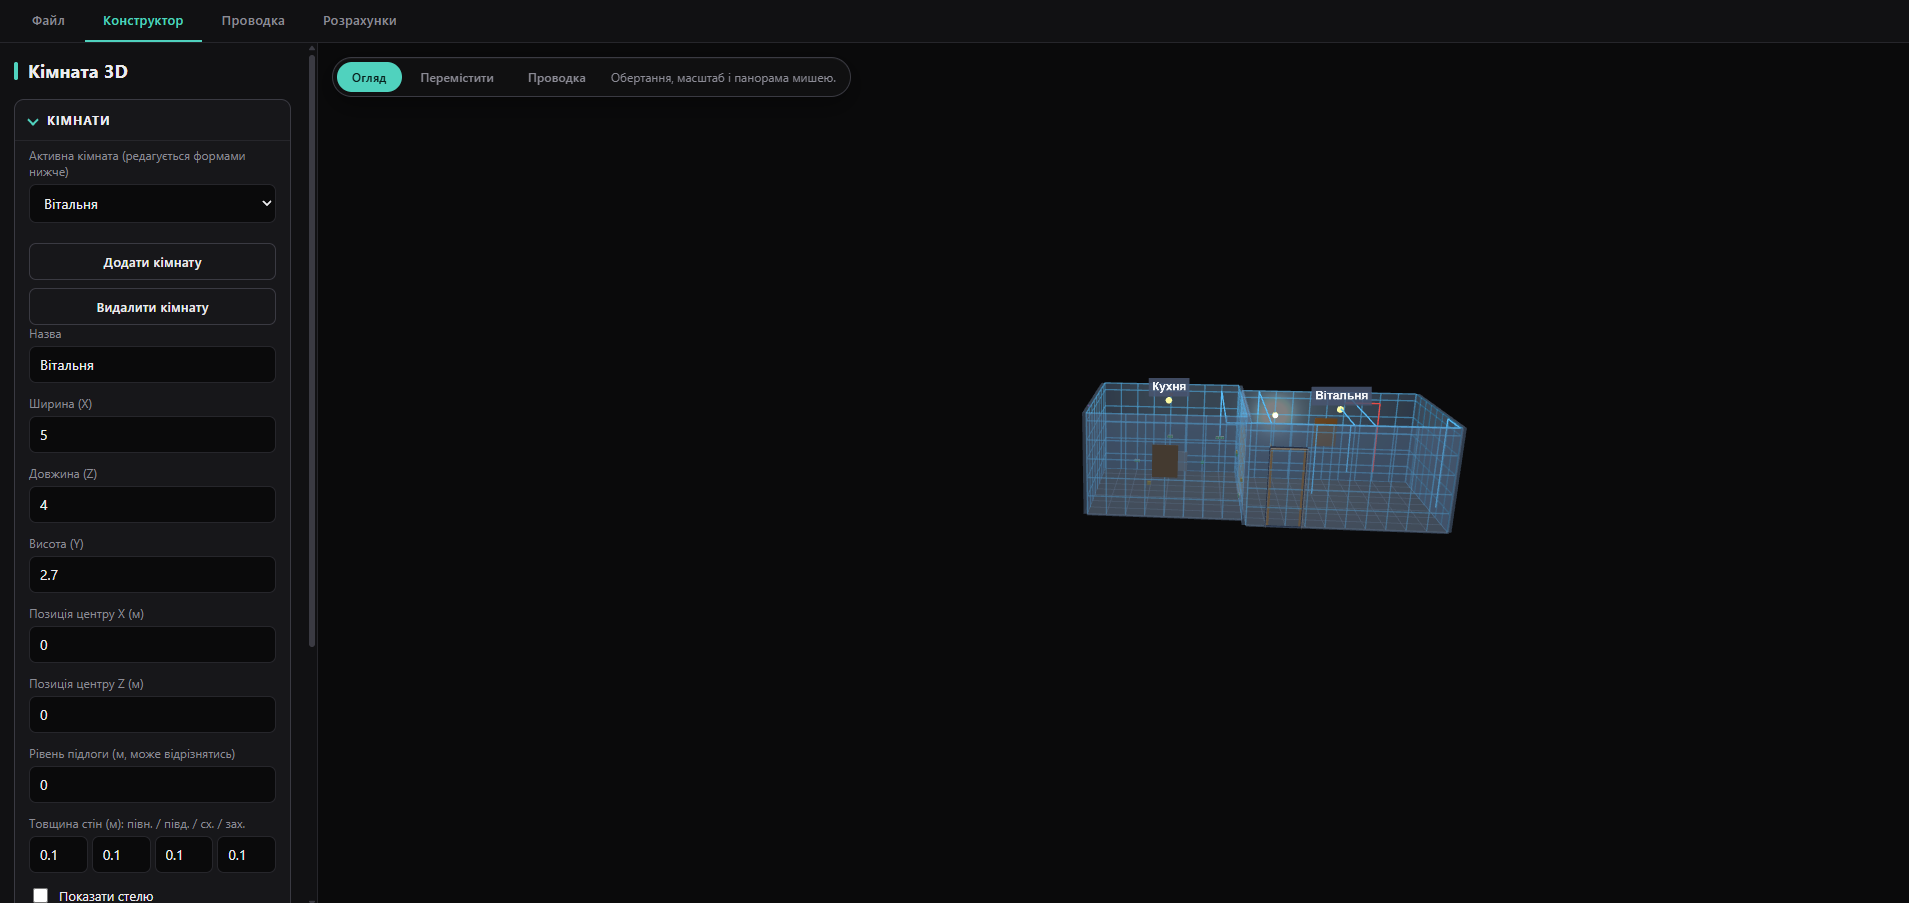 Файл Конструктор Проводка Розрахунки
Кімната 3D
КІМНАТИ
Активна кімната (редагується формами
нижче)
Вітальня
Додати кімнату
Видалити кімнату
Назва
Вітальня
Ширина (X)
5
Довжина (Z)
4
Висота (Y)
2.7
Позиція центру X (м)
0
Позиція центру Z (м)
0
Рівень підлоги (м, може відрізнятись)
0
Товщина стін (м): півн. / півд. / сх. / зах.
0.1 0.1 0.1 0.1
Показати стелю
Огляд Перемістити Проводка Обертання, масштаб і панорама мишею.
Кухня
Вітальня